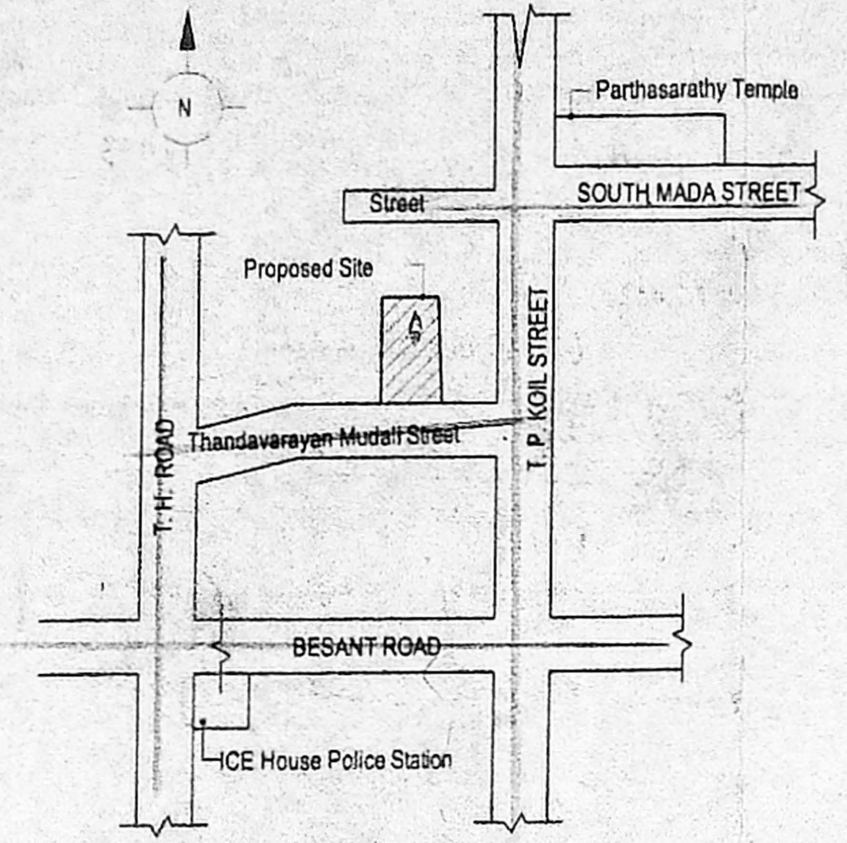 N
Parthasarathy Temple
SOUTH MADA STREET
Street
Proposed Site
T. P. KOIL STREET
Thandavarayan Mudali Street
T. H. ROAD
BESANT ROAD
ICE House Police Station